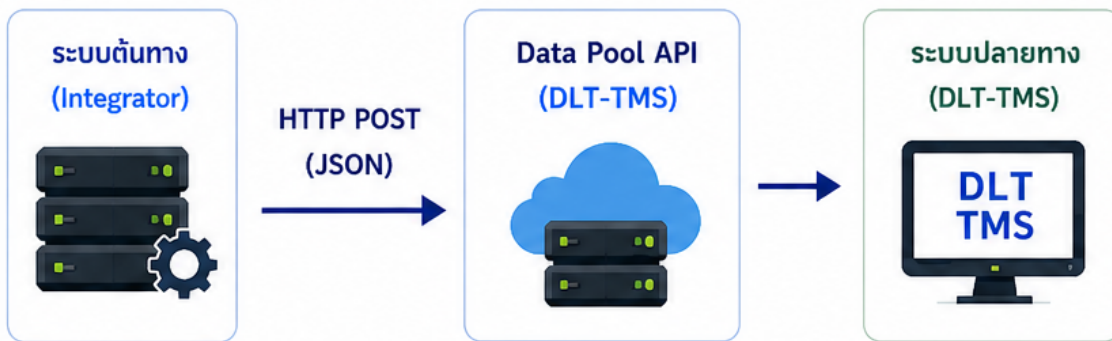 ระบบต้นทาง
(Integrator)
HTTP POST
(JSON)
Data Pool API
(DLT-TMS)
ระบบปลายทาง
(DLT-TMS)
DLT
TMS